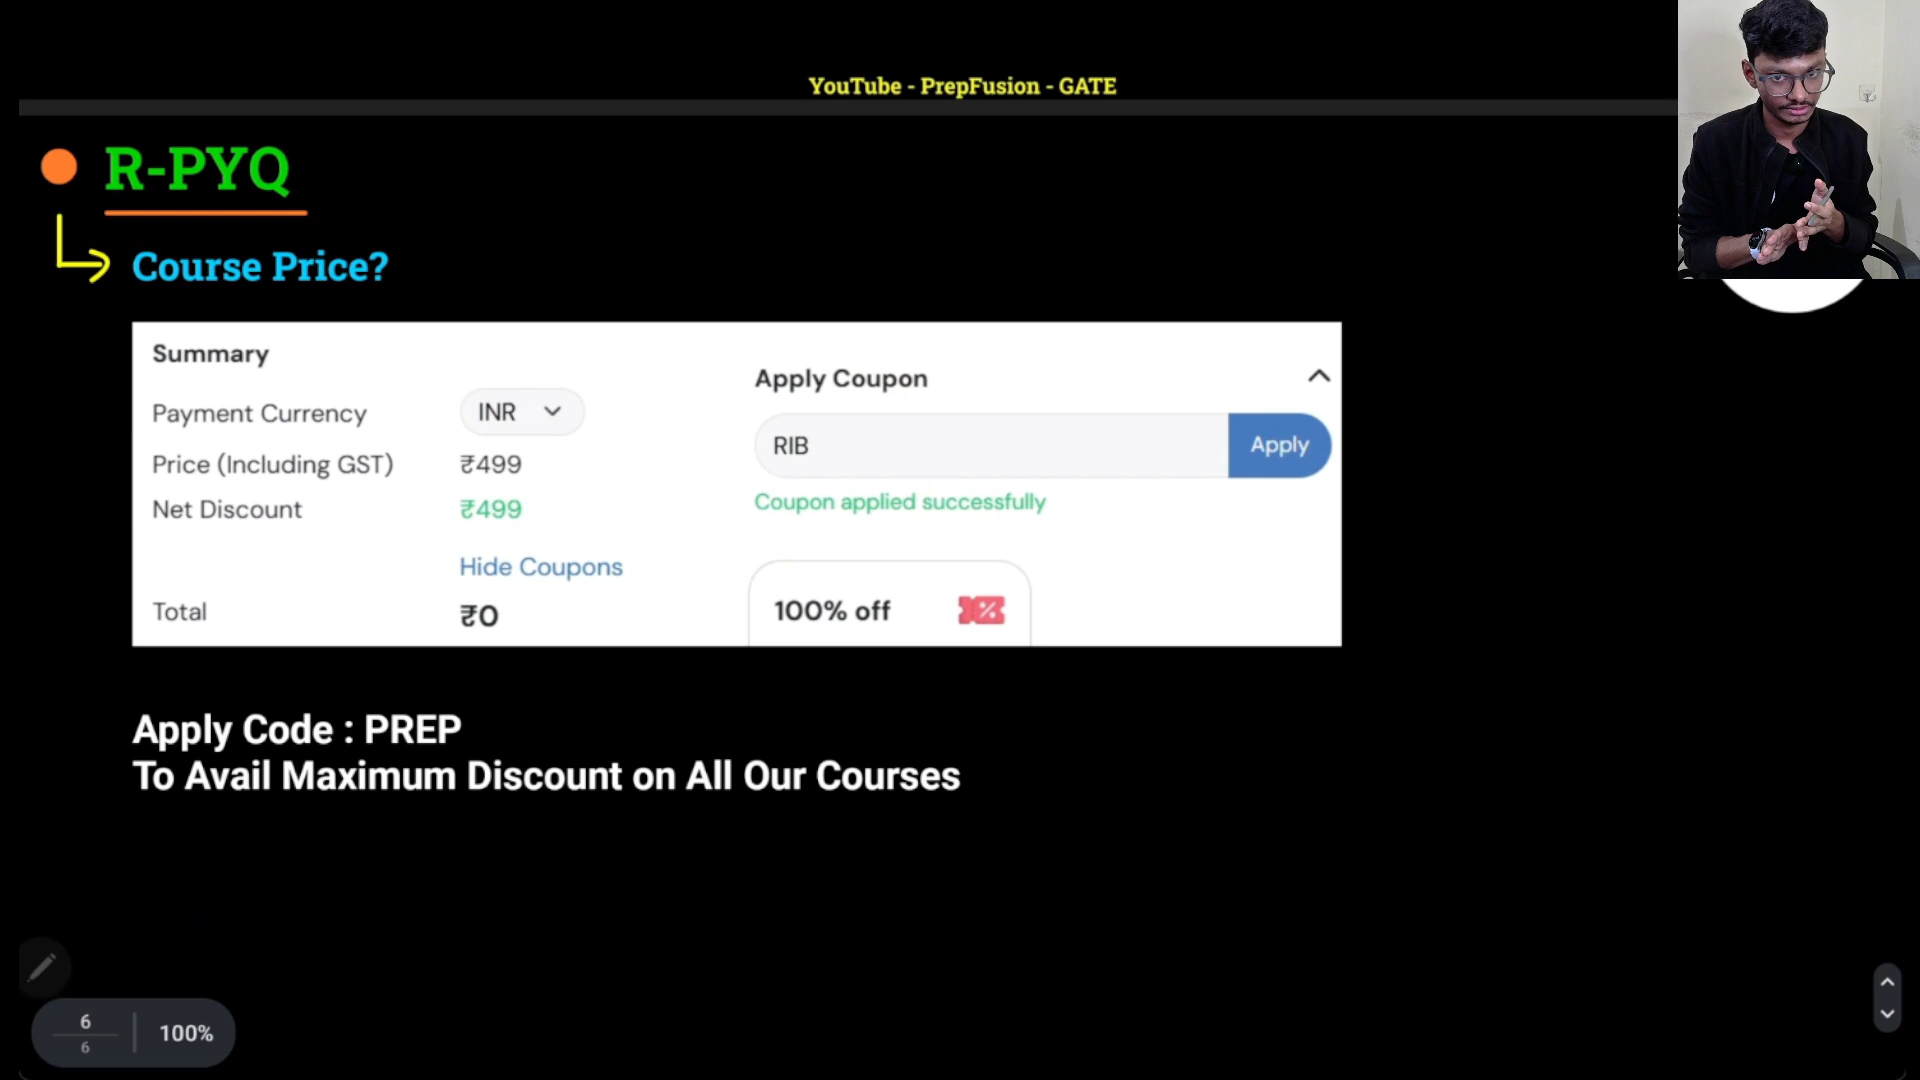 YouTube - PrepFusion - GATE
R-PYQ
Course Price?
Summary
Payment Currency INR
Price (Including GST) ₹499
Net Discount ₹499
Hide Coupons
Total ₹0
Apply Coupon
RIB Apply
Coupon applied successfully
100% off
Apply Code : PREP
To Avail Maximum Discount on All Our Courses
6
6
100%